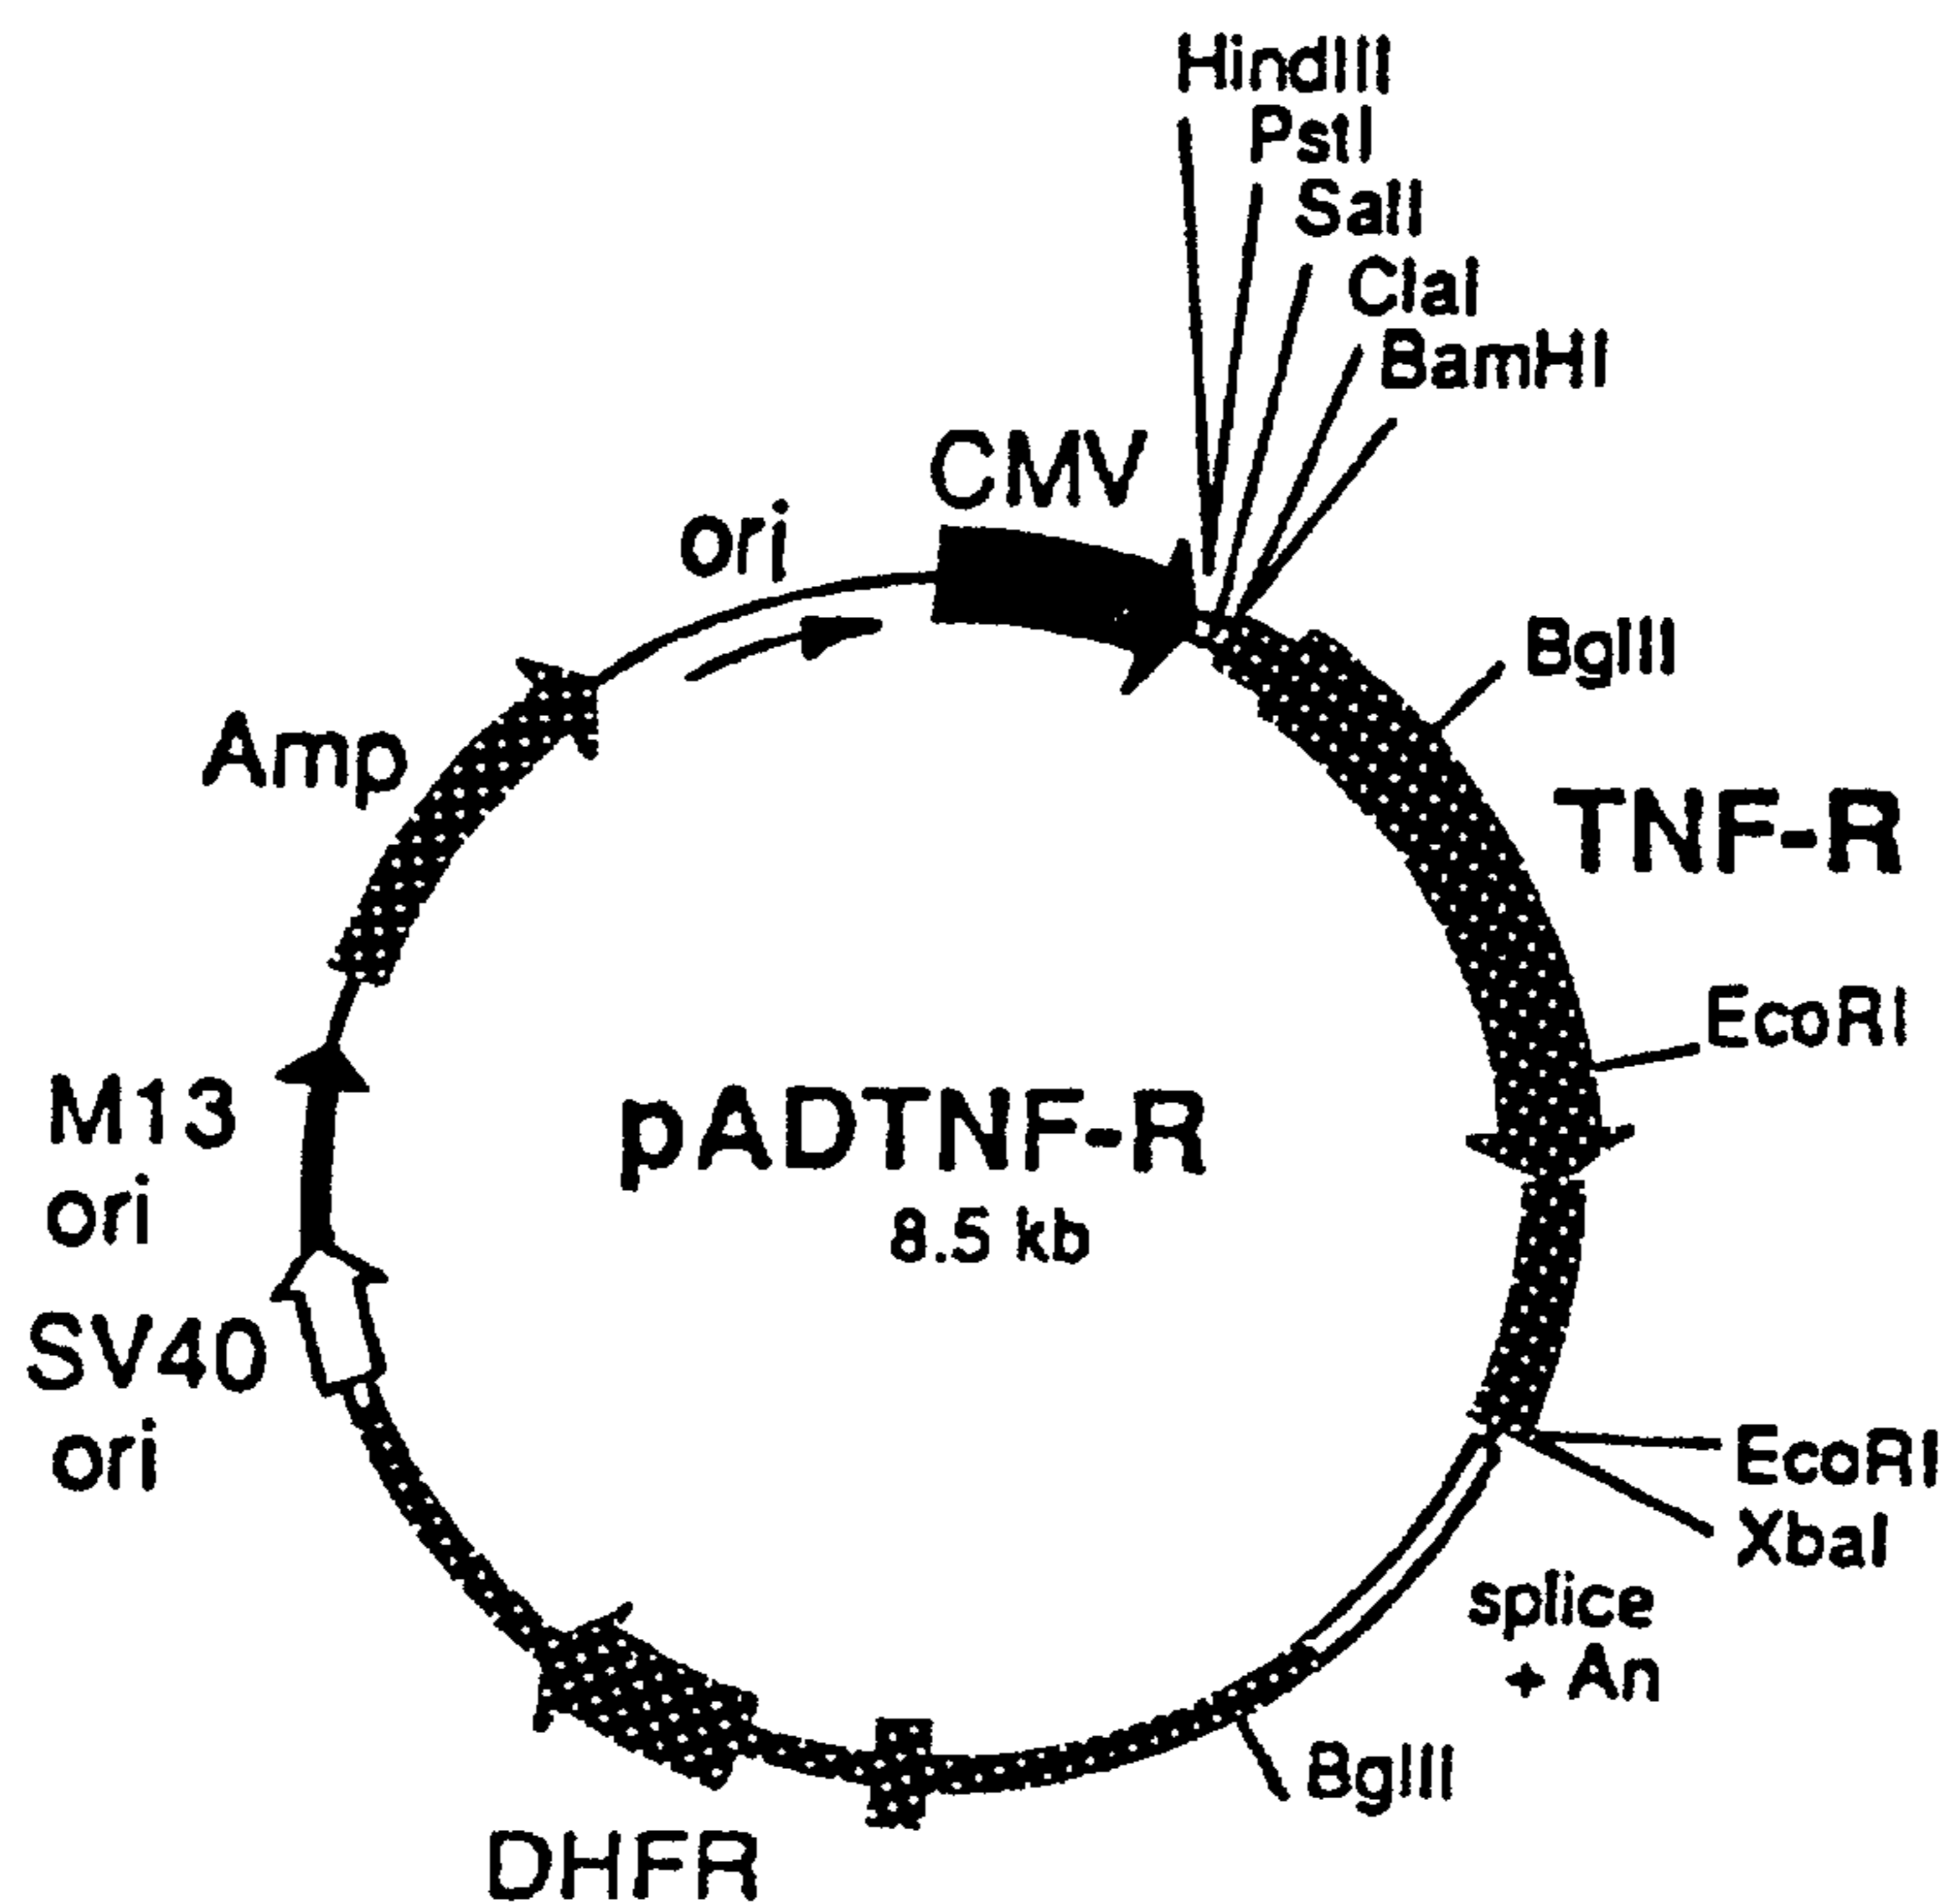 HindIII
PstI
SalI
ClaI
BamHI
CMV
ori
BglII
Amp
TNF-R
EcoRI
M13
ori
pADTNF-R
8.5 kb
SV40
ori
EcoRI
XbaI
splice
+ An
BglII
DHFR